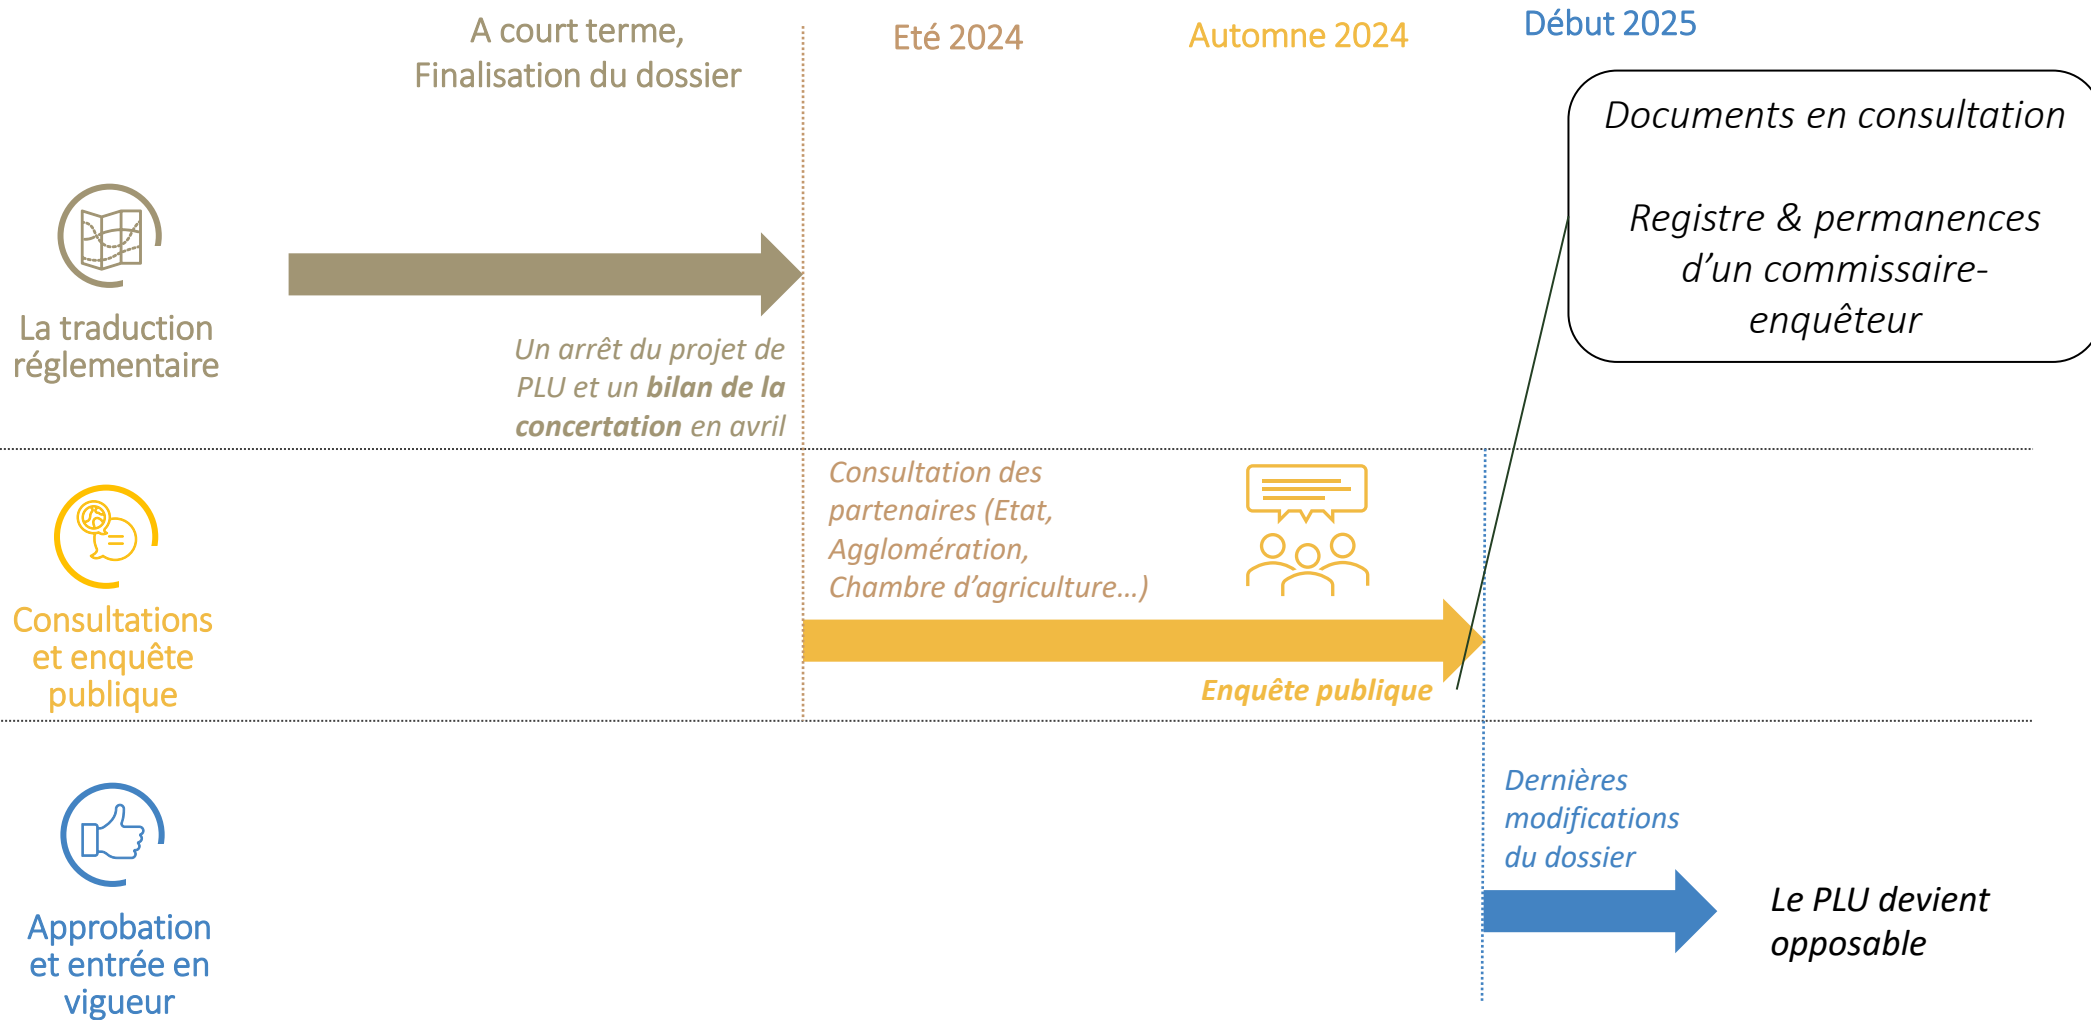 A court terme,
Finalisation du dossier
Eté 2024
Automne 2024
Début 2025
Documents en consultation
Registre & permanences
d’un commissaire-
enquêteur
La traduction
réglementaire
Un arrêt du projet de
PLU et un bilan de la
concertation en avril
Consultations
et enquête
publique
Consultation des
partenaires (Etat,
Agglomération,
Chambre d’agriculture…)
Enquête publique
Approbation
et entrée en
vigueur
Dernières
modifications
du dossier
Le PLU devient
opposable